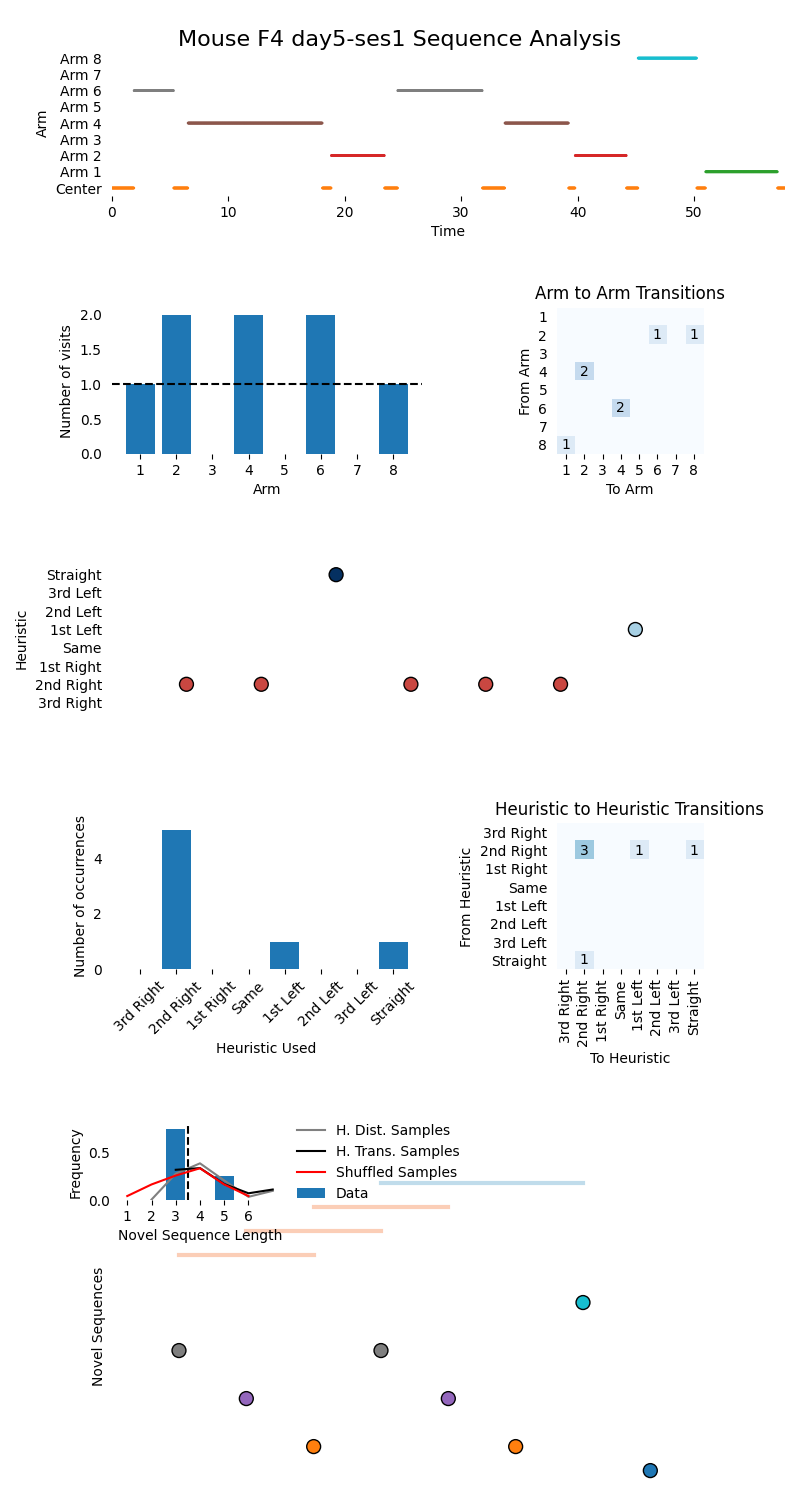 Mouse F4 day5-ses1 Sequence Analysis
Arm 8
Arm 7
Arm 6
Arm 5
Arm 4
Arm 3
Arm 2
Arm 1
Center
Arm
0 10 20 30 40 50
Time
2.0
1.5
1.0
0.5
0.0
Number of visits
1 2 3 4 5 6 7 8
Arm
Arm to Arm Transitions
1
2 1 1
3
4 2
5
6 2
7
8 1
From Arm
1 2 3 4 5 6 7 8
To Arm
Straight
3rd Left
2nd Left
1st Left
Same
1st Right
2nd Right
3rd Right
Heuristic
4
2
0
Number of occurrences
3rd Right 2nd Right 1st Right Same 1st Left 2nd Left 3rd Left Straight
Heuristic Used
Heuristic to Heuristic Transitions
3rd Right
2nd Right 3 1 1
1st Right
Same
1st Left
2nd Left
3rd Left
Straight 1
From Heuristic
3rd Right 2nd Right 1st Right Same 1st Left 2nd Left 3rd Left Straight
To Heuristic
0.5
0.0
Frequency
1 2 3 4 5 6
Novel Sequence Length
H. Dist. Samples
H. Trans. Samples
Shuffled Samples
Data
Novel Sequences